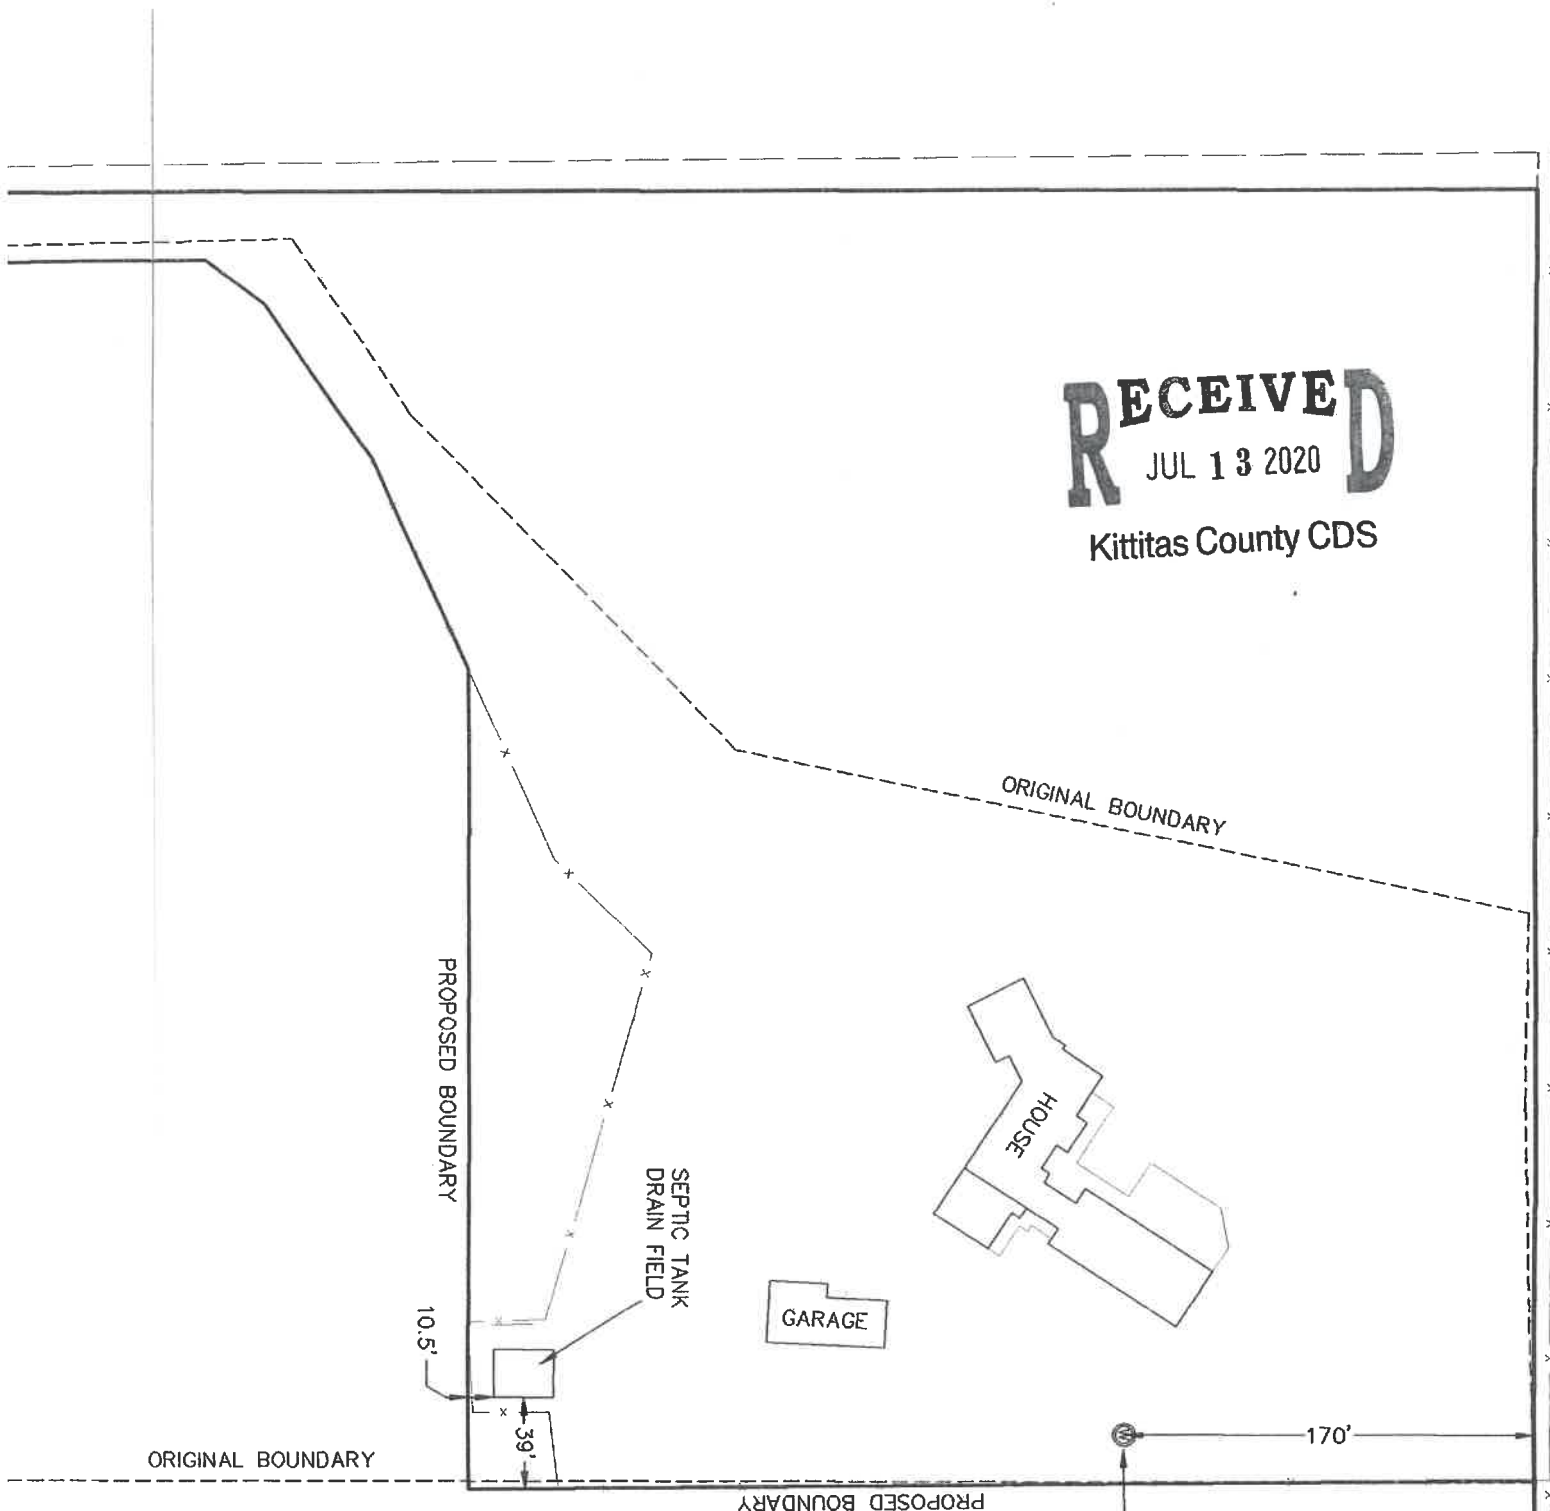 RECEIVED
JUL 13 2020
Kittitas County CDS
ORIGINAL BOUNDARY
PROPOSED BOUNDARY
HOUSE
SEPTIC TANK
DRAIN FIELD
GARAGE
10.5'
39'
W
170'
ORIGINAL BOUNDARY
PROPOSED BOUNDARY